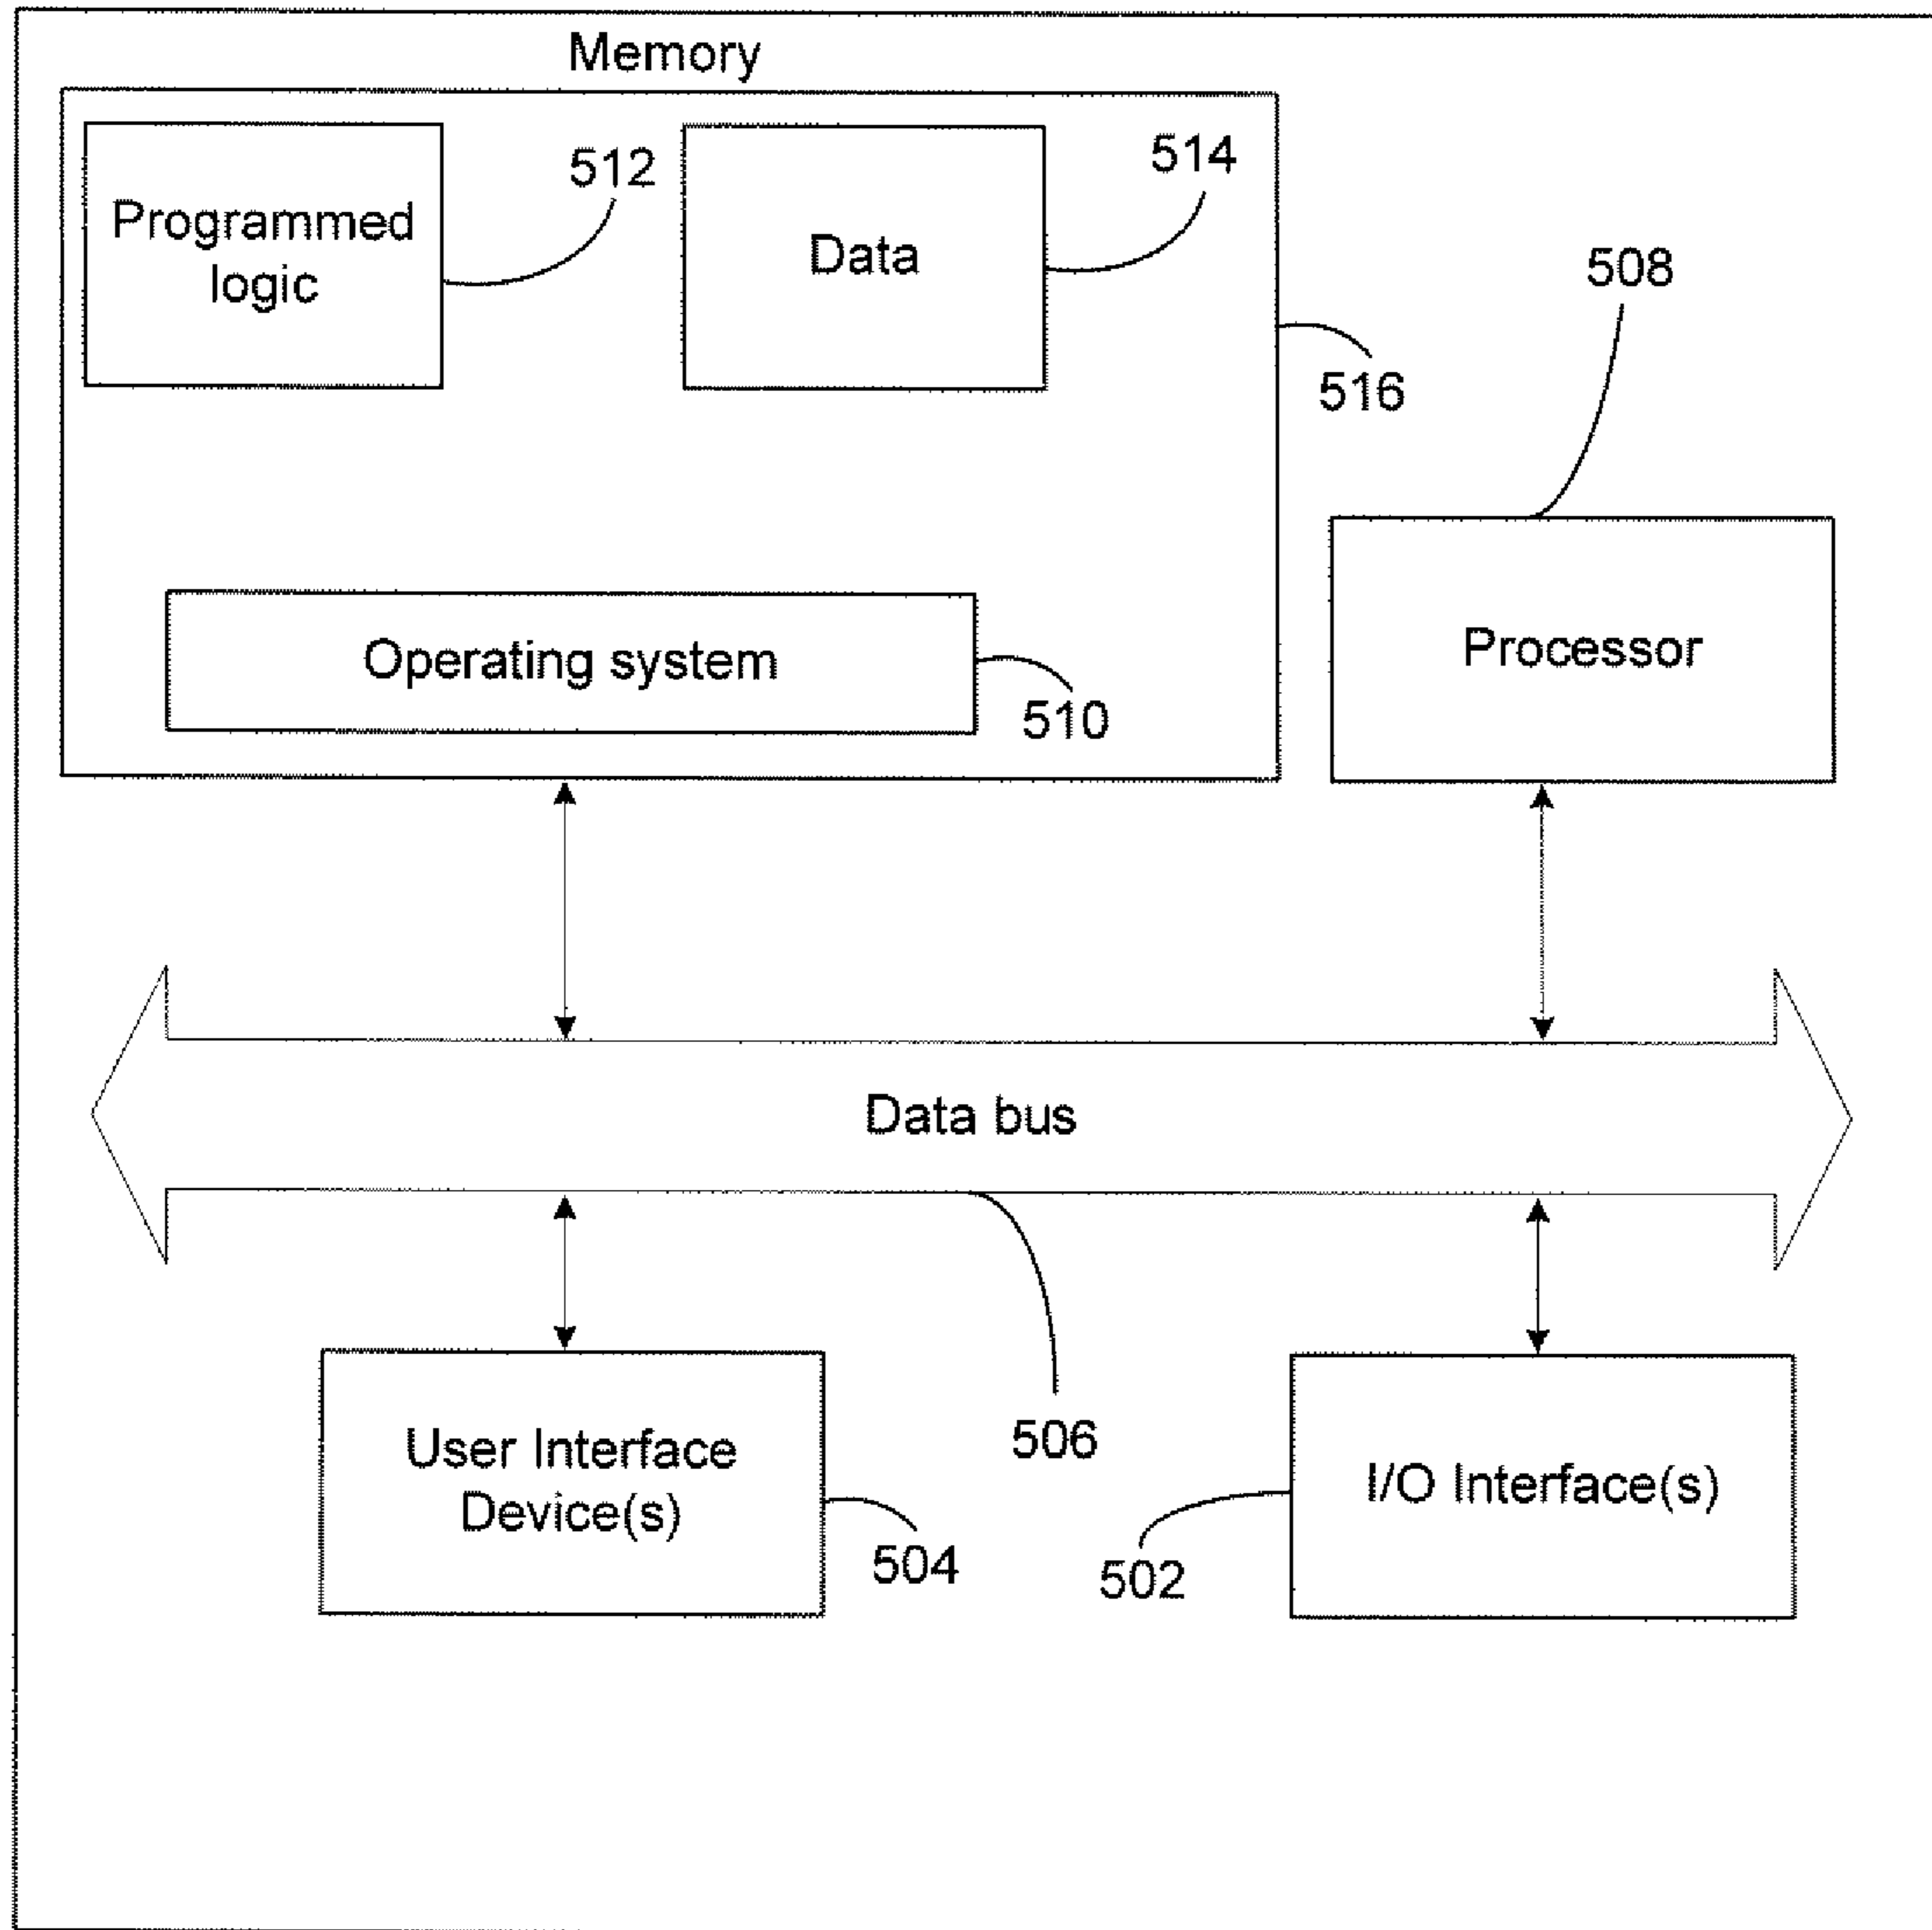 Memory
Programmed
logic
512
Data
514
508
516
Operating system
510
Processor
Data bus
506
User Interface
Device(s)
504
502
I/O Interface(s)